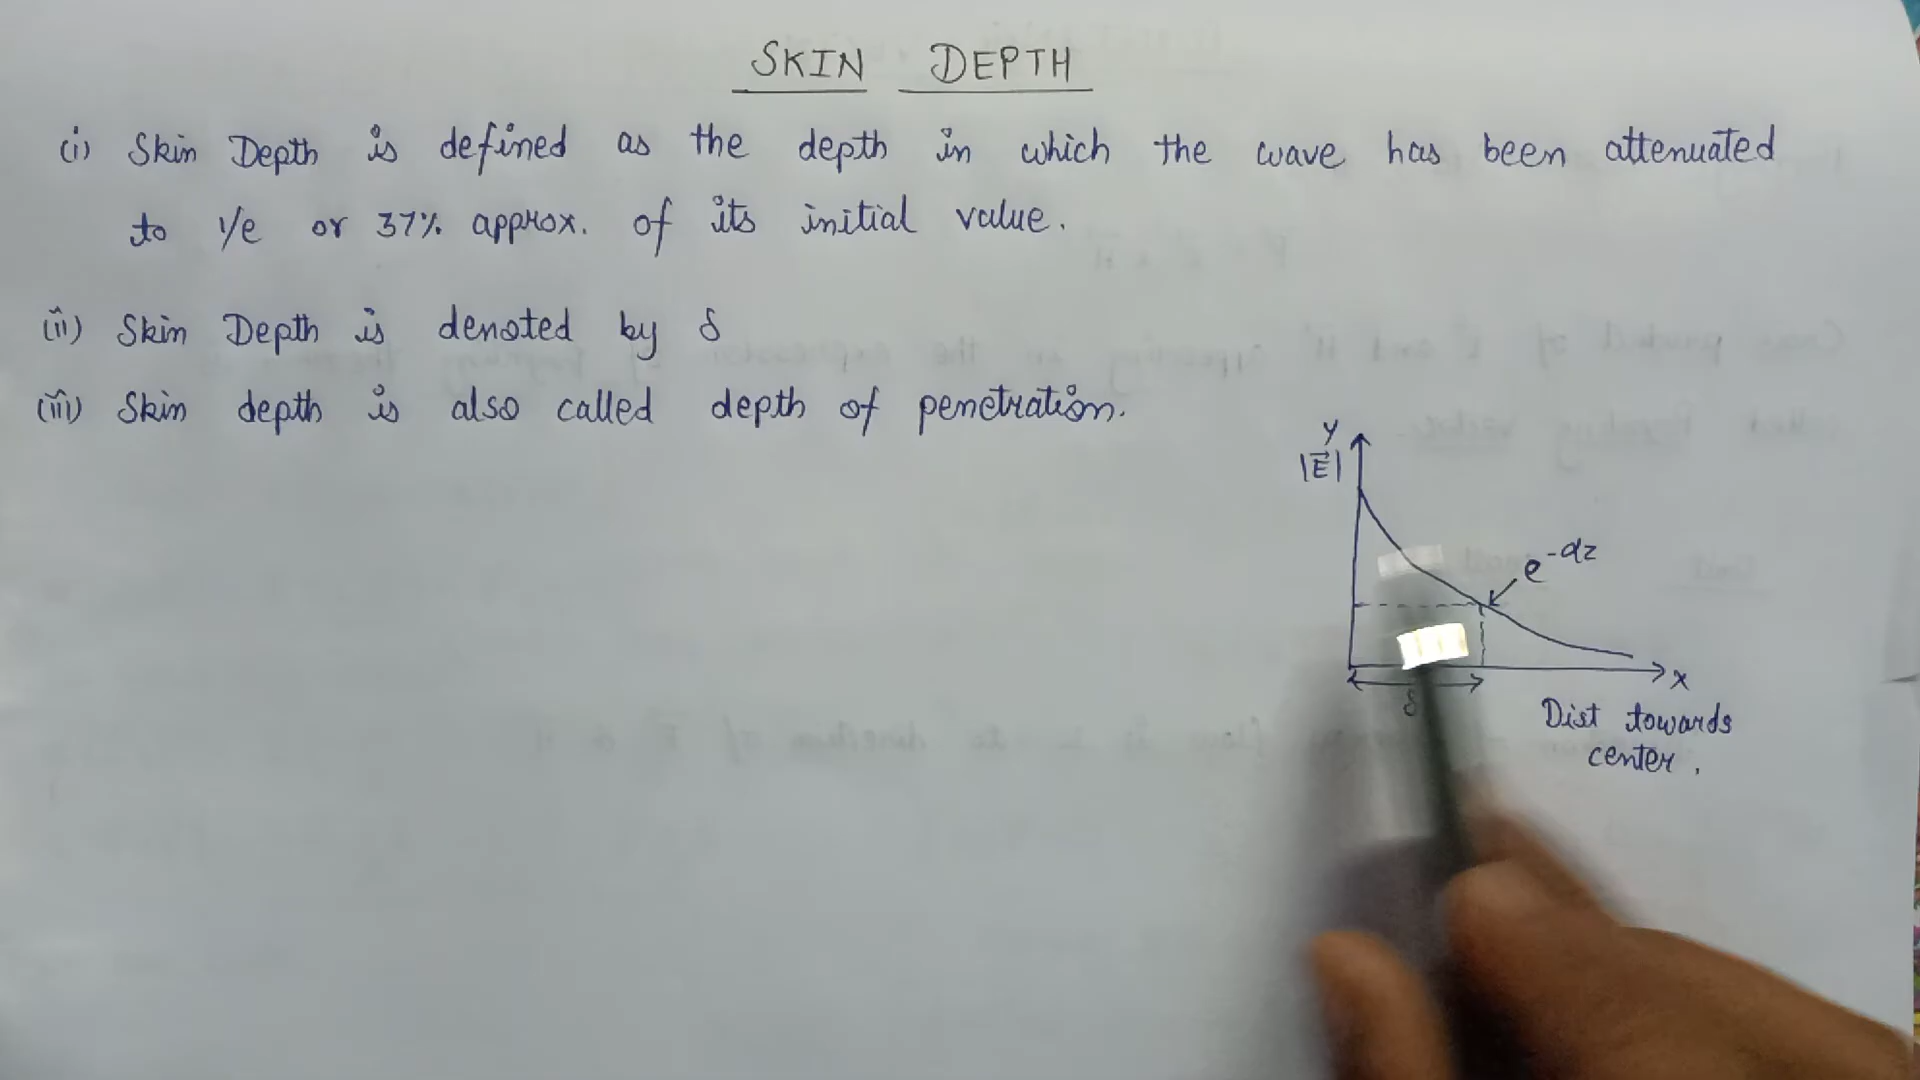 SKIN DEPTH
(i) Skin Depth is defined as the depth in which the wave has been attenuated
to 1/e or 37% approx. of its initial value.
(ii) Skin Depth is denoted by δ
(iii) Skin depth is also called depth of penetration.
y
|E⃗|
e^-αz
x
δ
Dist towards
center.